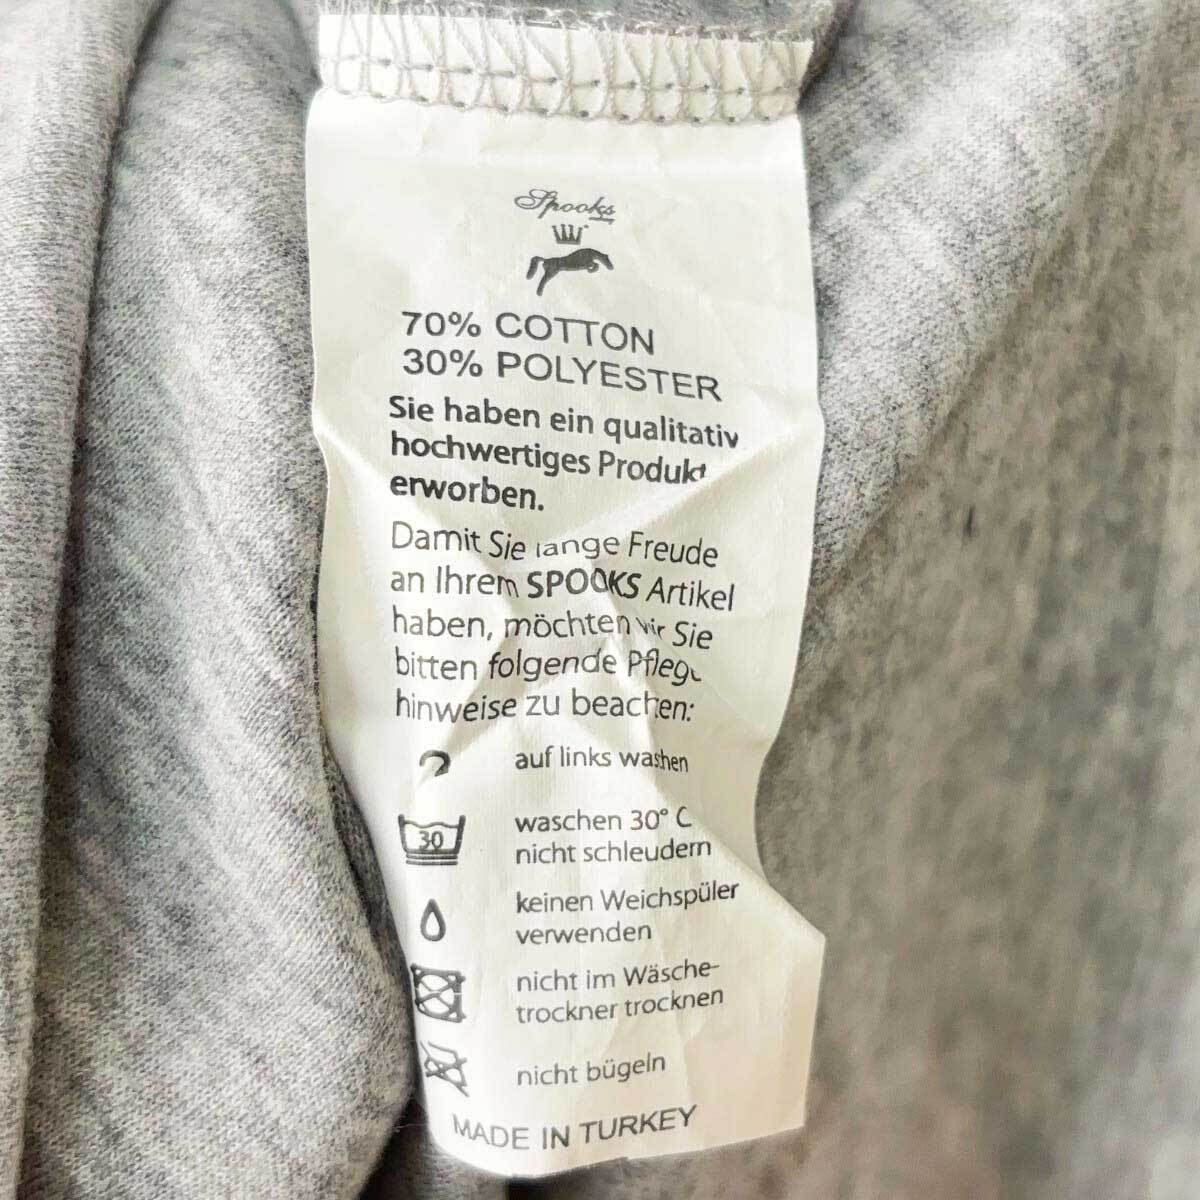 Spooks
70% COTTON
30% POLYESTER
Sie haben ein qualitativ
hochwertiges Produkt
erworben.
Damit Sie lange Freude
an Ihrem SPOOKS Artikel
haben, möchten wir Sie
bitten folgende Pflege
hinweise zu beachten:
auf links washen
30
waschen 30° C
nicht schleudern
keinen Weichspüler
verwenden
nicht im Wäsche-
trockner trocknen
nicht bügeln
MADE IN TURKEY